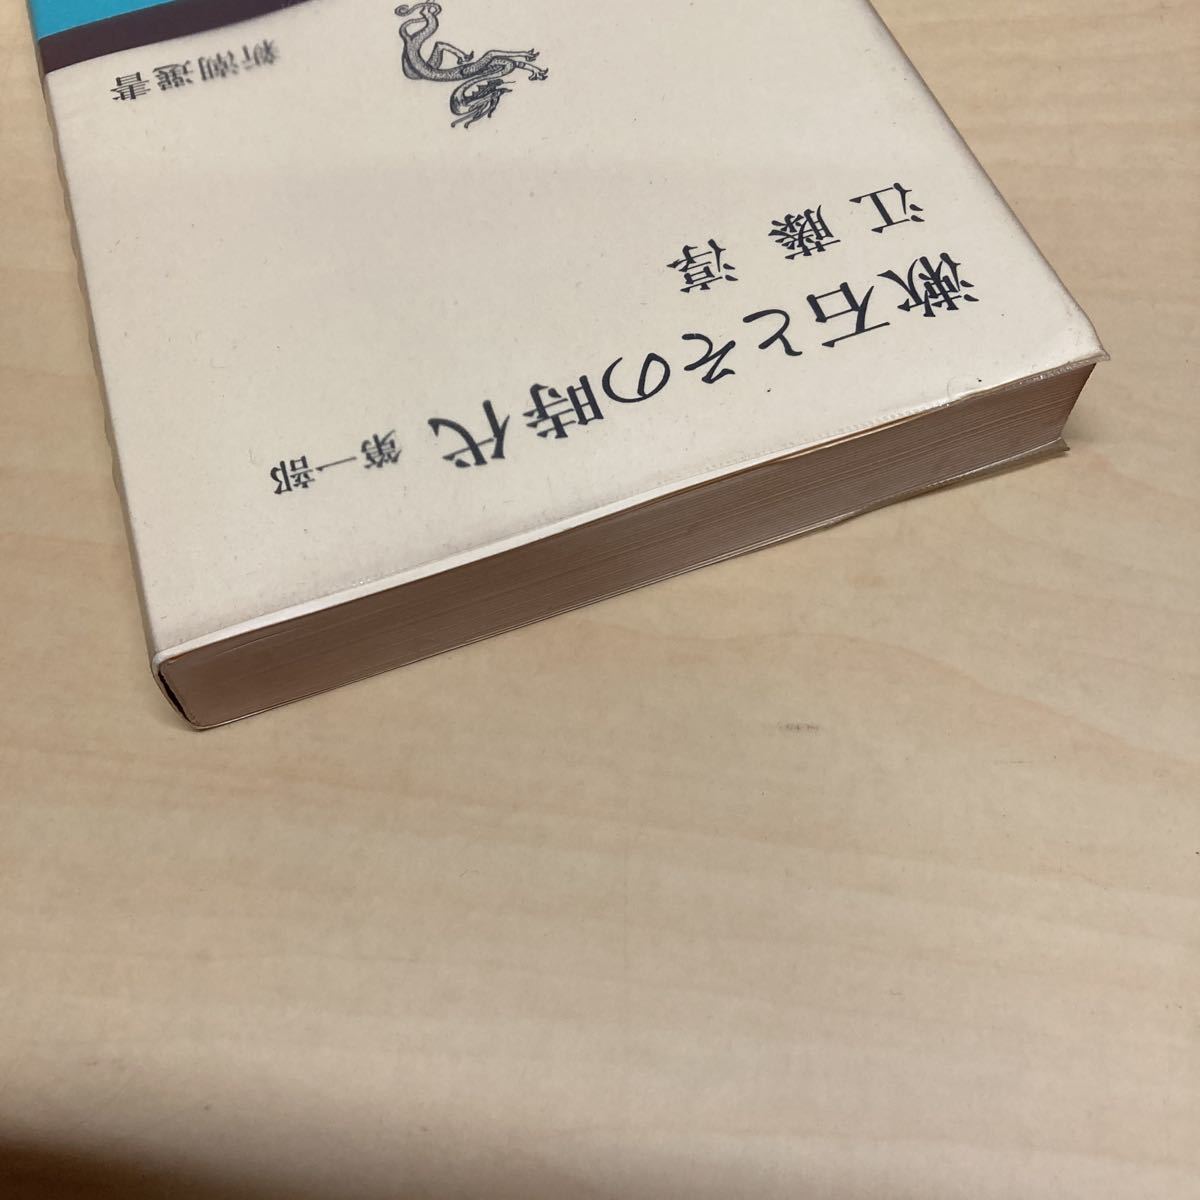 漱石とその時代 第一部
江藤 淳
新潮選書